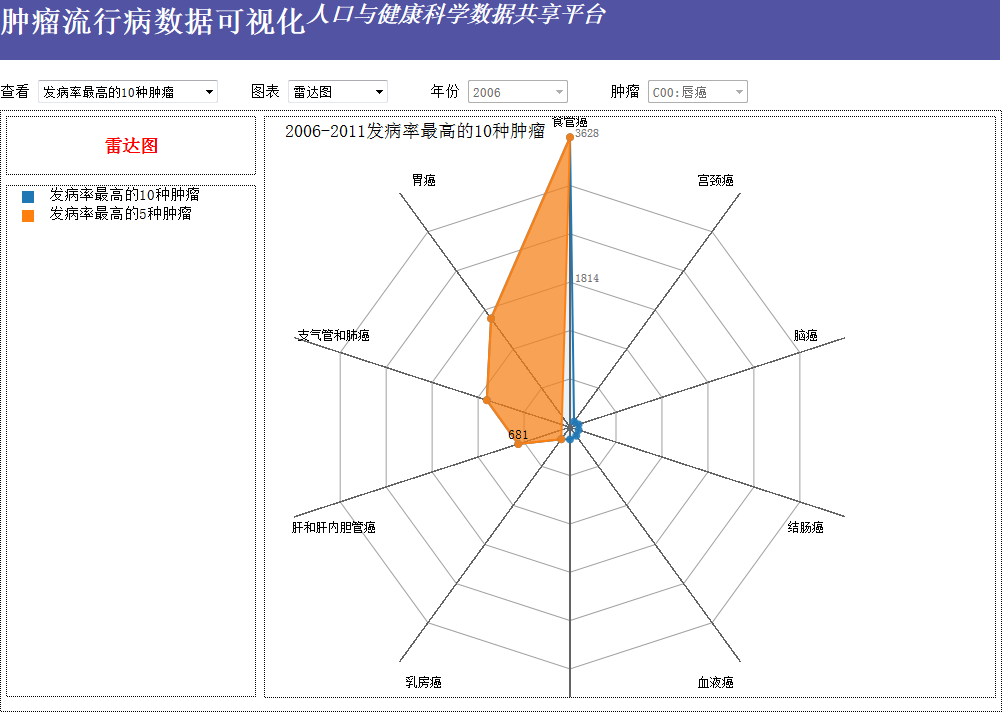 肿瘤流行病数据可视化人口与健康科学数据共享平台
查看 发病率最高的10种肿瘤 图表 雷达图 年份 2006 肿瘤 C00:唇癌
雷达图
发病率最高的10种肿瘤
发病率最高的5种肿瘤
2006-2011发病率最高的10种肿瘤
食管癌
3628
胃癌
宫颈癌
1814
支气管和肺癌
脑癌
681
肝和肝内胆管癌
结肠癌
乳房癌
血液癌